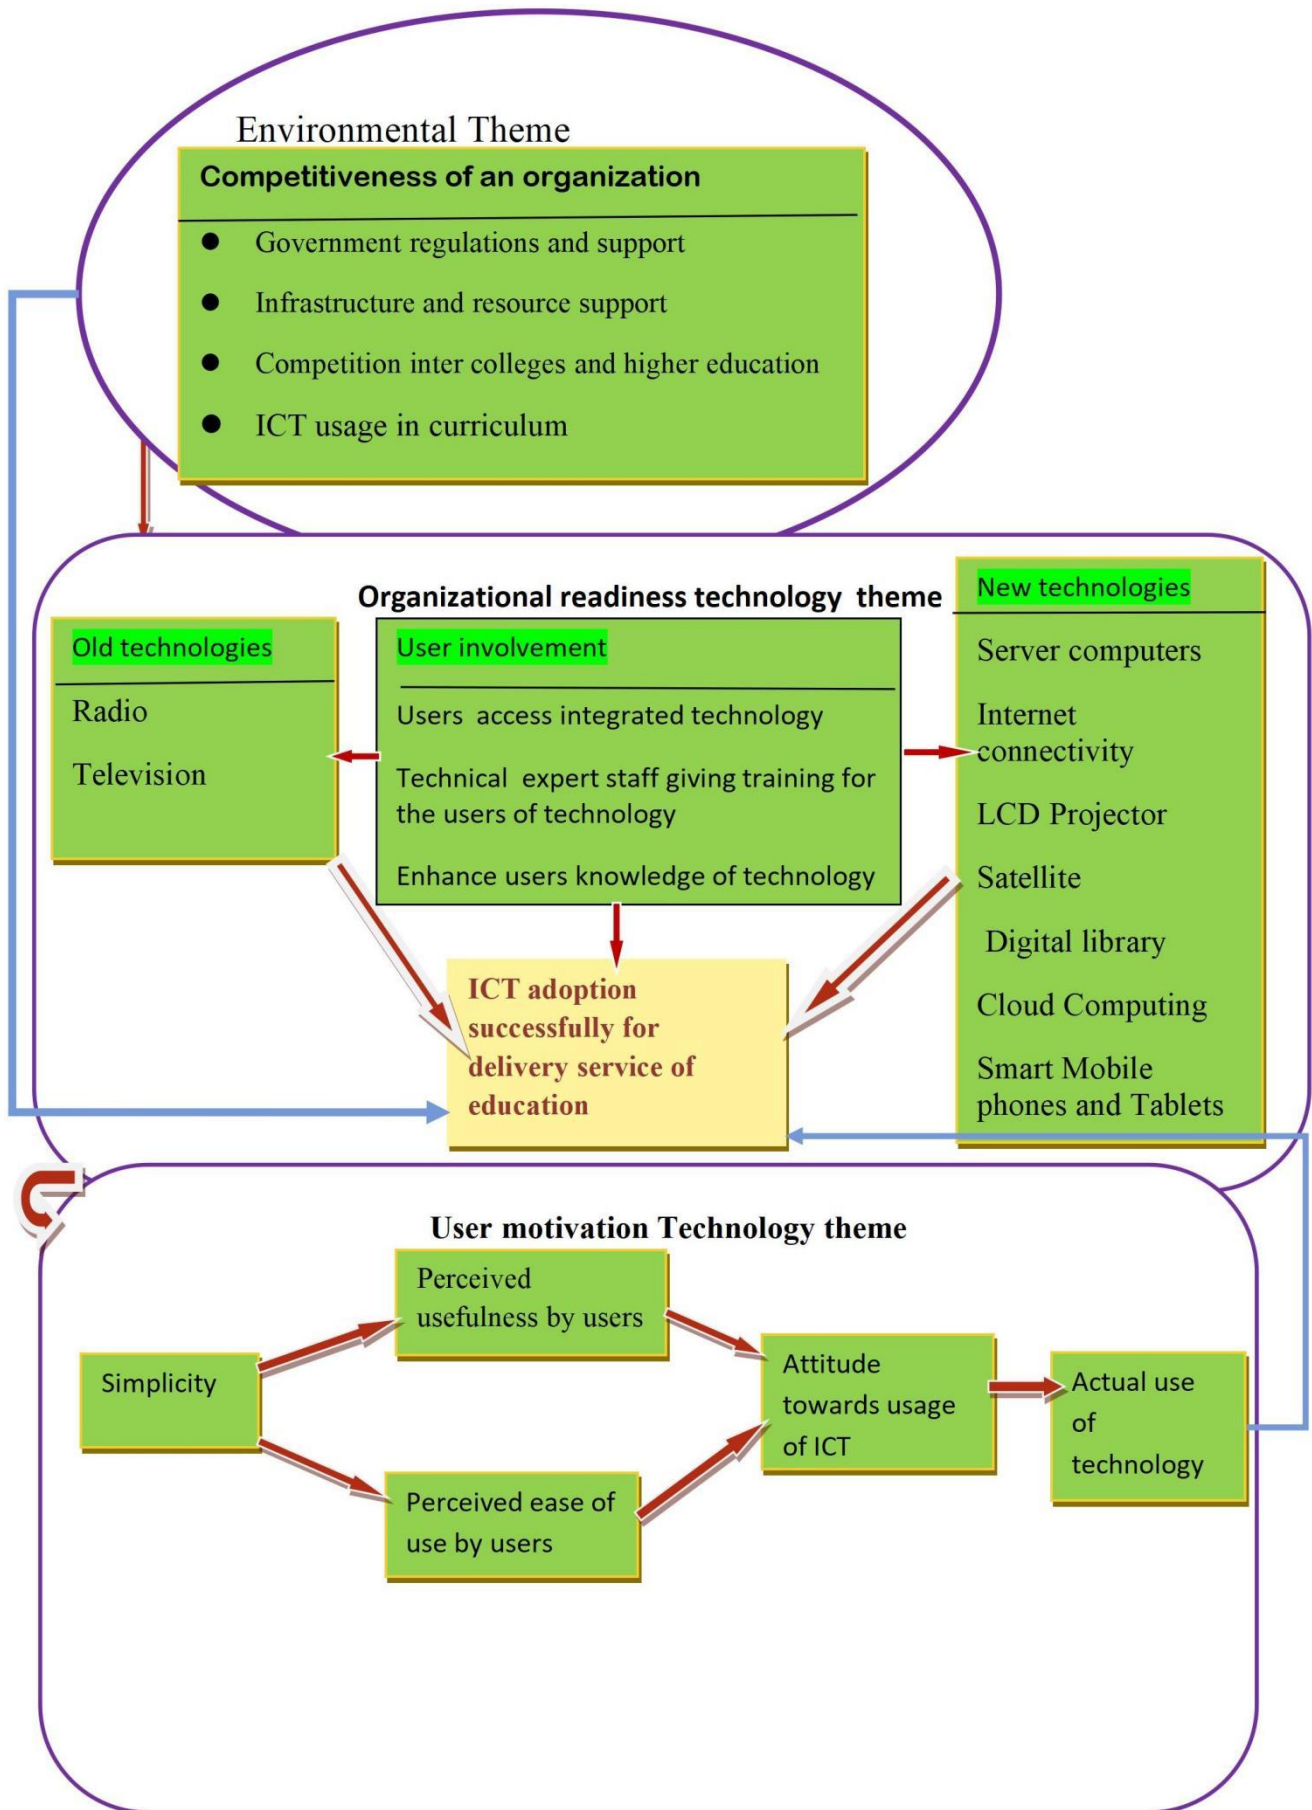 Environmental Theme
Competitiveness of an organization
● Government regulations and support
● Infrastructure and resource support
● Competition inter colleges and higher education
● ICT usage in curriculum
Organizational readiness technology theme
Old technologies
Radio
Television
User involvement
Users access integrated technology
Technical expert staff giving training for
the users of technology
Enhance users knowledge of technology
New technologies
Server computers
Internet
connectivity
LCD Projector
Satellite
Digital library
Cloud Computing
Smart Mobile
phones and Tablets
ICT adoption
successfully for
delivery service of
education
User motivation Technology theme
Simplicity
Perceived
usefulness by users
Perceived ease of
use by users
Attitude
towards usage
of ICT
Actual use
of
technology